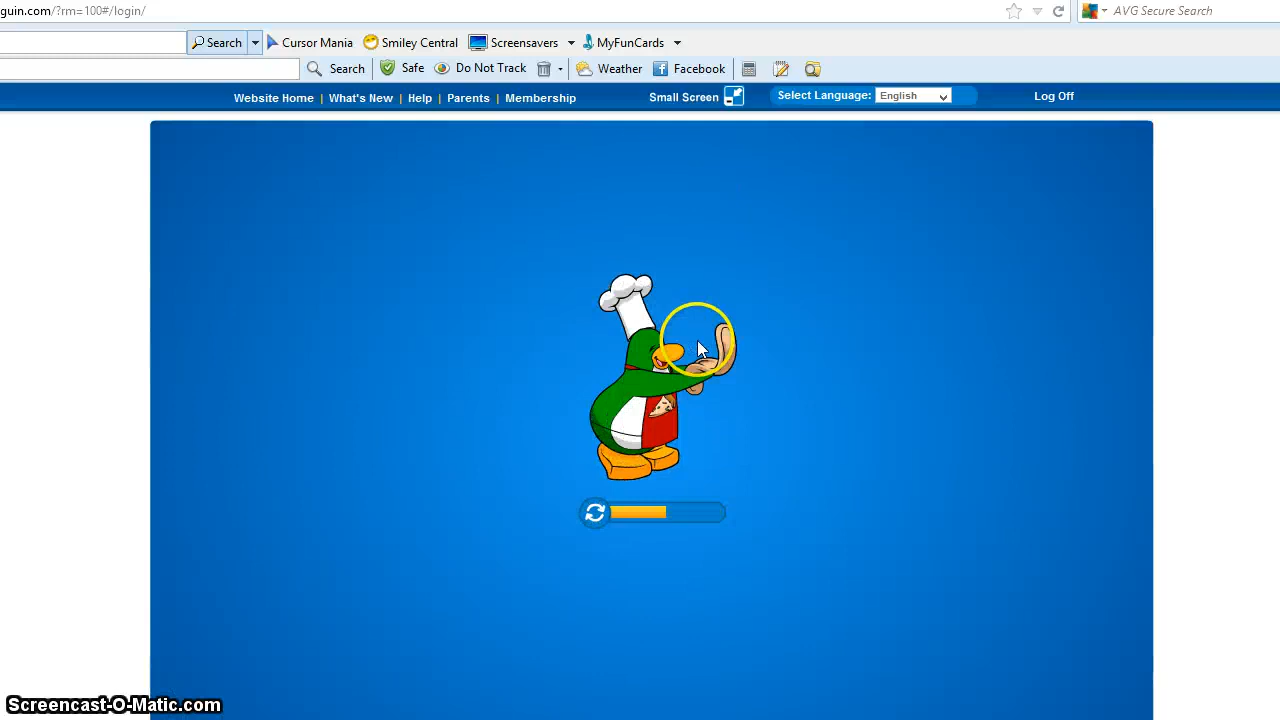 guin.com/?rm=100#/login/ AVG Secure Search
Search Cursor Mania Smiley Central Screensavers MyFunCards
Search Safe Do Not Track Weather Facebook
Website Home | What's New | Help | Parents | Membership Small Screen Select Language: English Log Off
Screencast-O-Matic.com